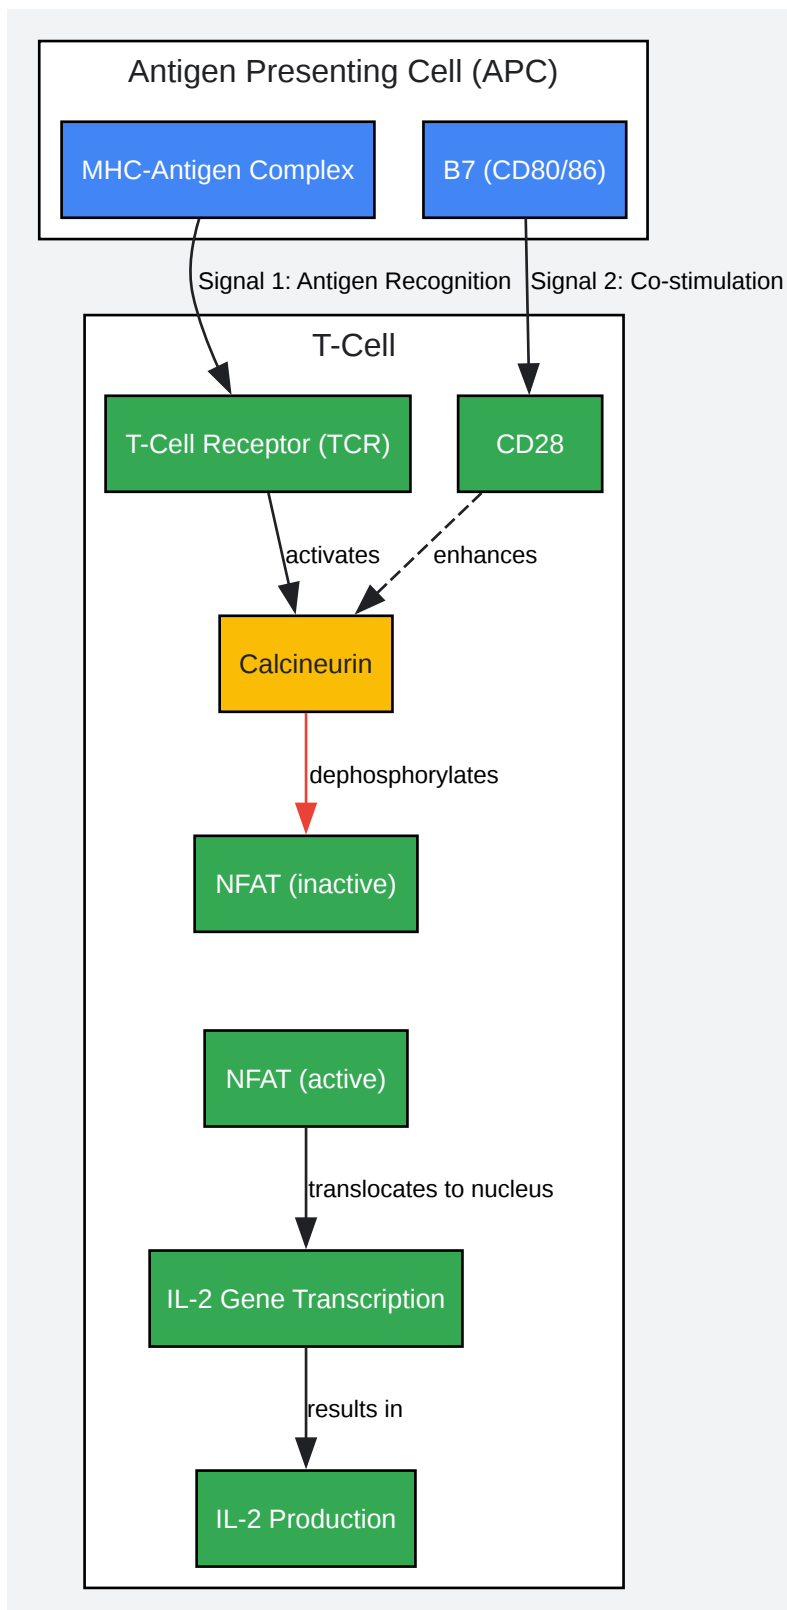 Antigen Presenting Cell (APC)
MHC-Antigen Complex
B7 (CD80/86)
Signal 1: Antigen Recognition
Signal 2: Co-stimulation
T-Cell
T-Cell Receptor (TCR)
CD28
activates
enhances
Calcineurin
dephosphorylates
NFAT (inactive)
NFAT (active)
translocates to nucleus
IL-2 Gene Transcription
results in
IL-2 Production